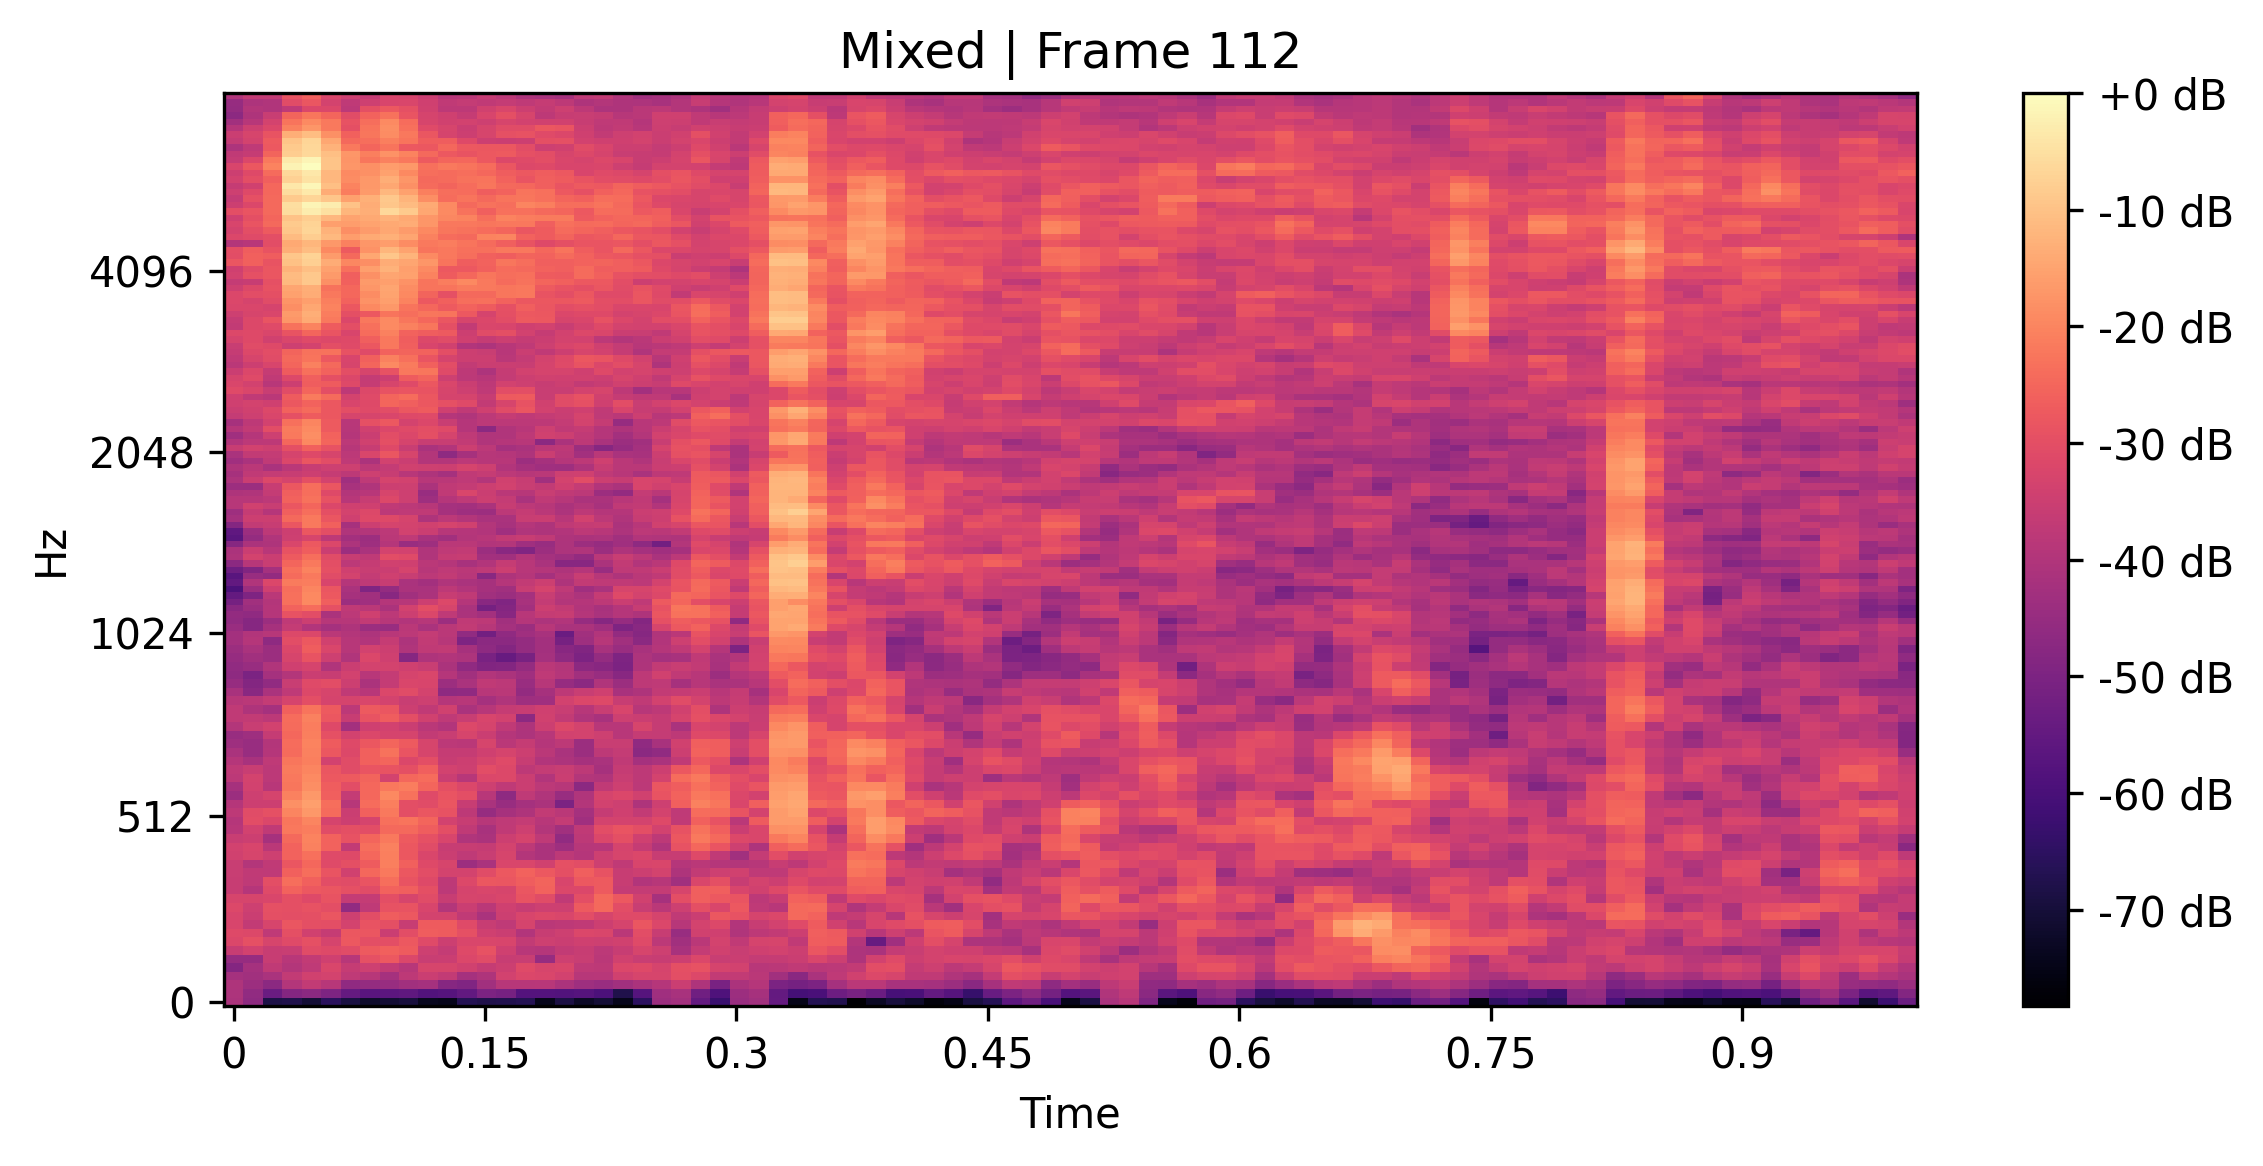 Mixed | Frame 112
+0 dB
-10 dB
-20 dB
-30 dB
-40 dB
-50 dB
-60 dB
-70 dB
Hz
4096
2048
1024
512
0
0 0.15 0.3 0.45 0.6 0.75 0.9
Time